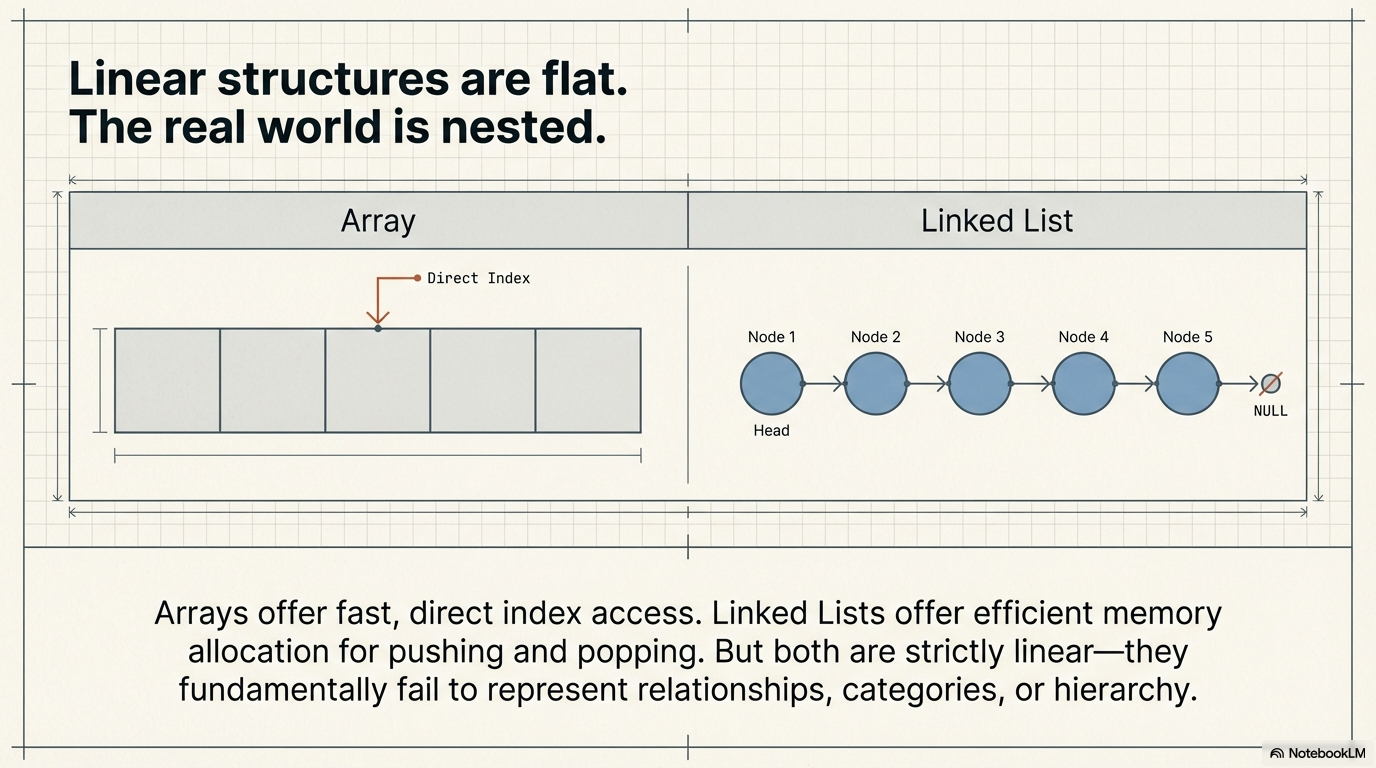 Linear structures are flat.
The real world is nested.
Array
Linked List
Direct Index
Node 1
Node 2
Node 3
Node 4
Node 5
Head
NULL
Arrays offer fast, direct index access. Linked Lists offer efficient memory
allocation for pushing and popping. But both are strictly linear—they
fundamentally fail to represent relationships, categories, or hierarchy.
NotebookLM